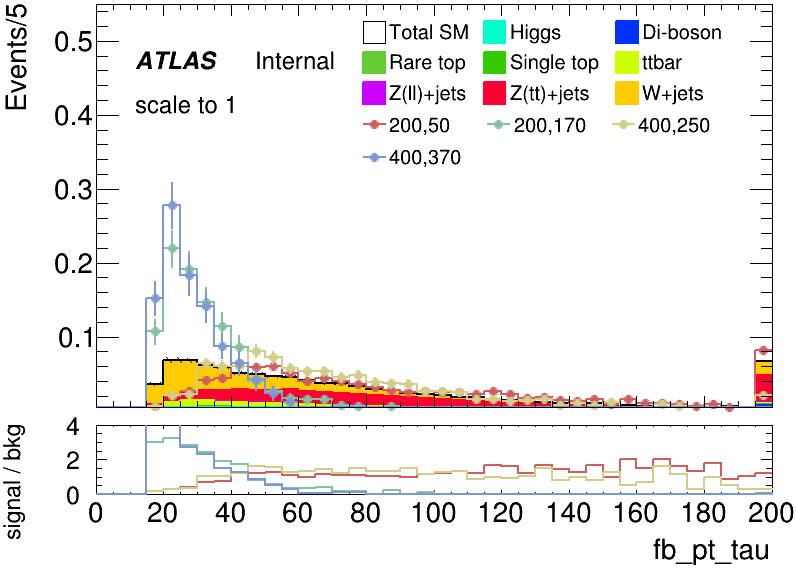 Events/5
0.5
0.4
0.3
0.2
0.1
ATLAS Internal
scale to 1
Total SM Higgs Di-boson
Rare top Single top ttbar
Z(ll)+jets Z(tt)+jets W+jets
200,50 200,170 400,250
400,370
signal / bkg
4
2
0
0 20 40 60 80 100 120 140 160 180 200
fb_pt_tau